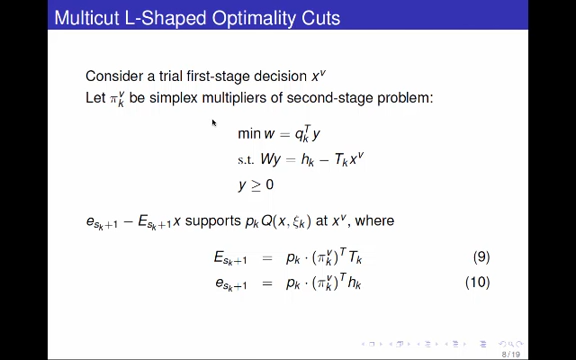 Multicut L-Shaped Optimality Cuts
Consider a trial first-stage decision x^v
Let π_k^v be simplex multipliers of second-stage problem:
min w = q_k^T y
s.t. Wy = h_k − T_k x^v
y ≥ 0
e_{s_k+1} − E_{s_k+1} x supports p_k Q(x, ξ_k) at x^v, where
E_{s_k+1} = p_k · (π_k^v)^T T_k (9)
e_{s_k+1} = p_k · (π_k^v)^T h_k (10)
8/19